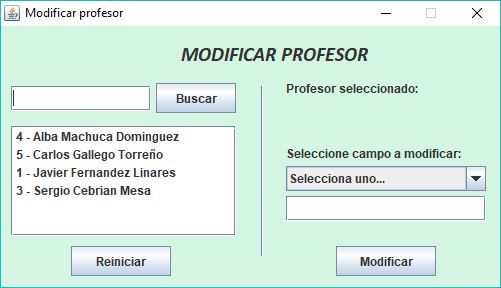 Modificar profesor
MODIFICAR PROFESOR
Buscar
4 - Alba Machuca Dominguez
5 - Carlos Gallego Torreño
1 - Javier Fernandez Linares
3 - Sergio Cebrian Mesa
Reiniciar
Profesor seleccionado:
Seleccione campo a modificar:
Selecciona uno...
Modificar